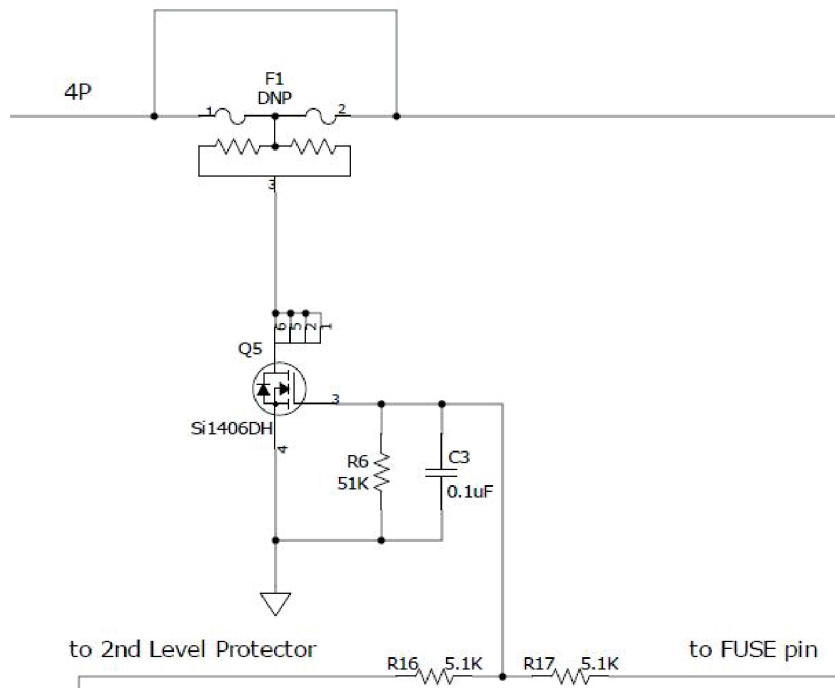 F1
DNP
4P
1
2
3
6
5
2
1
Q5
3
Si1406DH
4
R6
51K
C3
0.1uF
to 2nd Level Protector
R16
5.1K
R17
5.1K
to FUSE pin